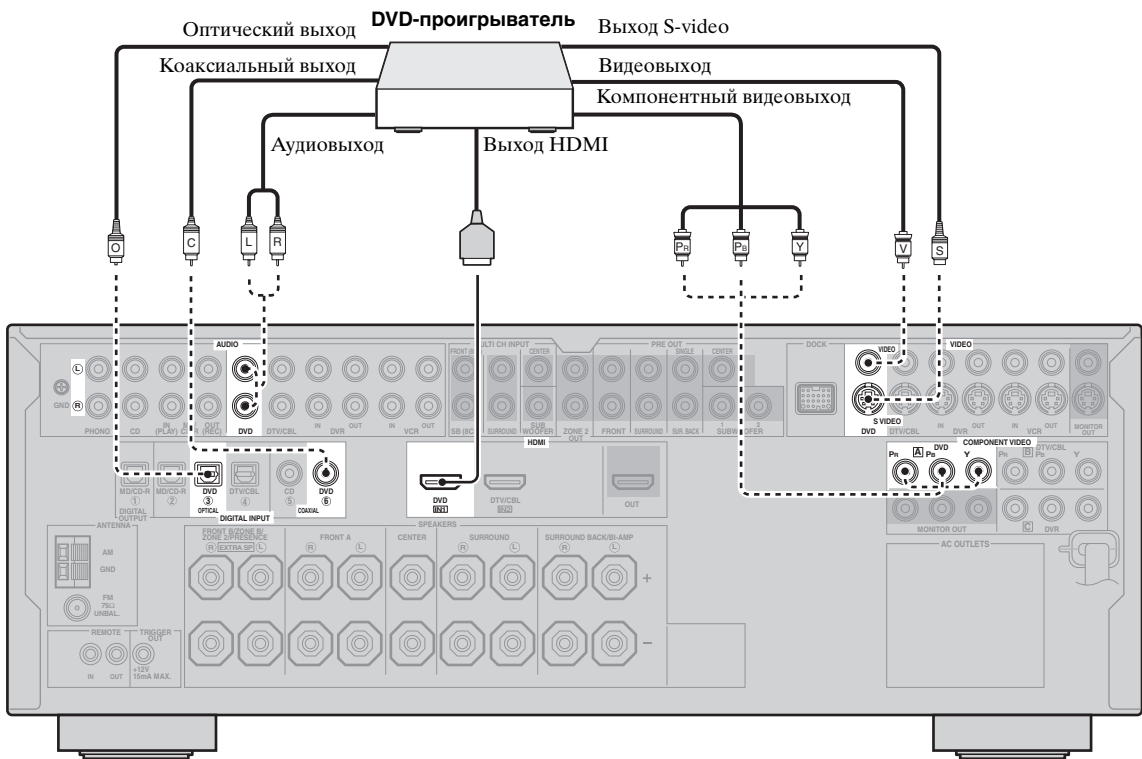 DVD-проигрыватель
Оптический выход
Выход S-video
Коаксиальный выход
Видеовыход
Компонентный видеовыход
Аудиовыход
Выход HDMI
O
C
L
R
PR
PB
Y
V
S
AUDIO
MULTI CH INPUT
PRE OUT
DOCK
VIDEO
VIDEO
FRONT
CENTER
SINGLE
CENTER
L
GND
R
S VIDEO
PHONO
CD
IN (PLAY)
OUT (REC)
DVD
DTV/CBL
IN
DVR
OUT
IN
VCR
OUT
SB
SURROUND
SUB WOOFER
ZONE 2 OUT
FRONT
SURROUND
SUR. BACK
1
SUBWOOFER
2
DVD
DTV/CBL
IN
DVR
OUT
IN
VCR
OUT
MONITOR OUT
HDMI
COMPONENT VIDEO
PR
A
PB
DVD
Y
PR
B
PB
DTV/CBL
Y
MD/CD-R
1
MD/CD-R
2
DVD
3
OPTICAL
DTV/CBL
4
CD
5
COAXIAL
DVD
6
DIGITAL OUTPUT
DIGITAL INPUT
DVD
IN1
DTV/CBL
IN2
OUT
MONITOR OUT
C
DVR
ANTENNA
AM
GND
FM
75Ω
UNBAL.
SPEAKERS
FRONT B/ZONE B/
ZONE 2/PRESENCE
R
EXTRA SP
L
FRONT A
R
L
CENTER
SURROUND
R
L
SURROUND BACK/BI-AMP
R
L
+
–
AC OUTLETS
REMOTE
IN
OUT
TRIGGER OUT
+12V
15mA MAX.